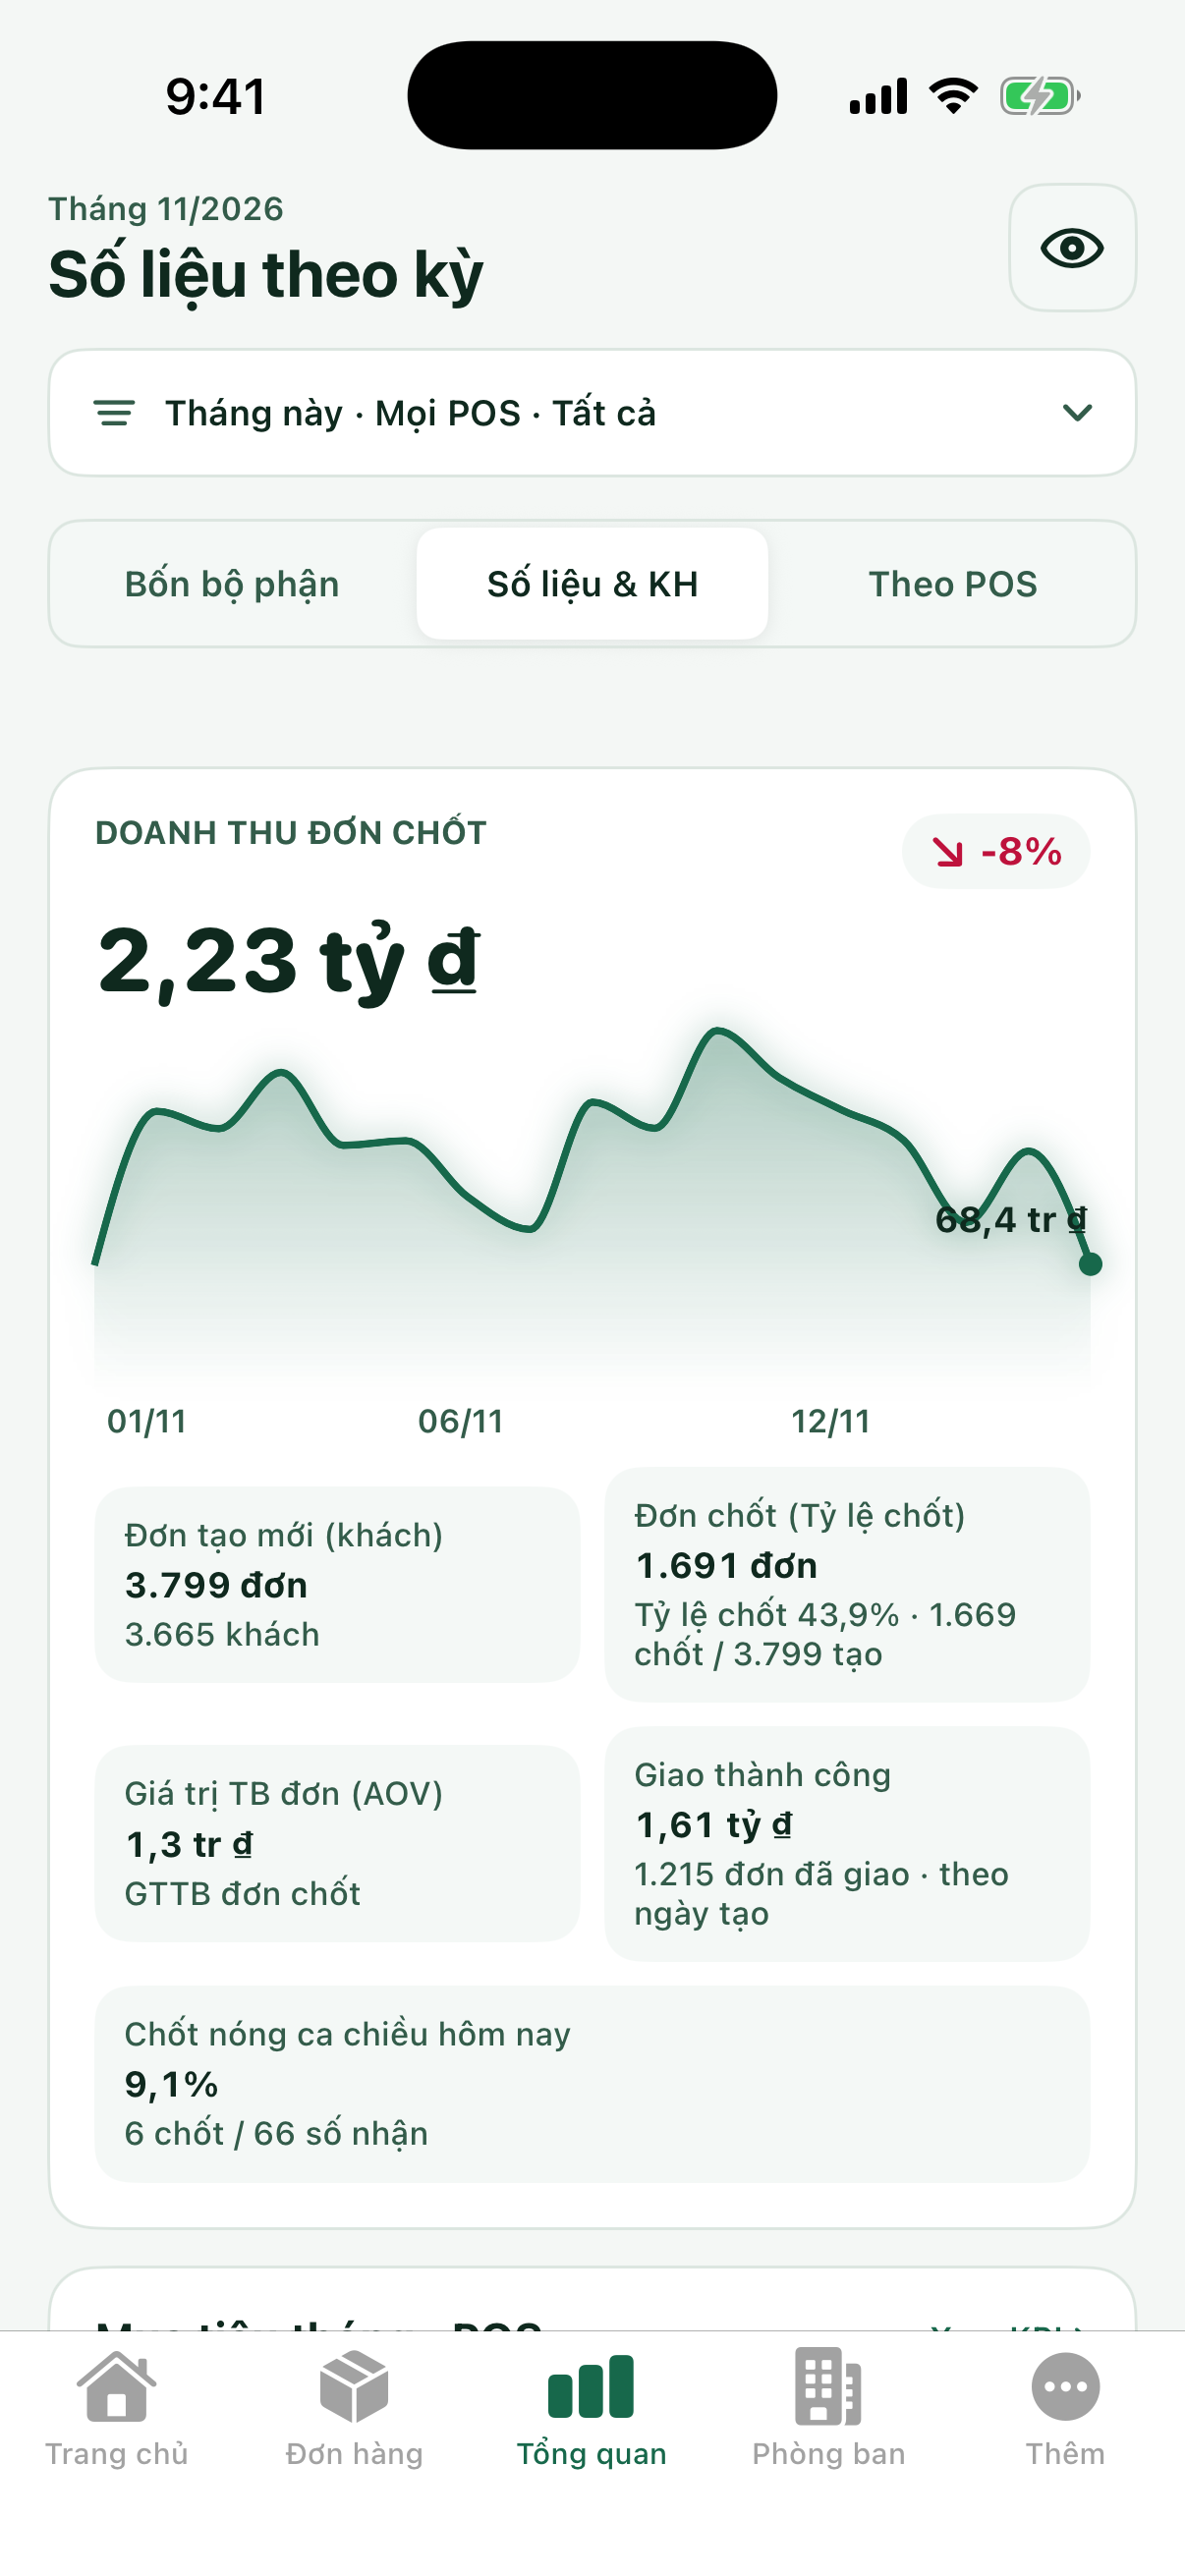 9:41
Tháng 11/2026
Số liệu theo kỳ
Tháng này · Mọi POS · Tất cả
Bốn bộ phận
Số liệu & KH
Theo POS
DOANH THU ĐƠN CHỐT
-8%
2,23 tỷ ₫
68,4 tr ₫
01/11
06/11
12/11
Đơn tạo mới (khách)
3.799 đơn
3.665 khách
Đơn chốt (Tỷ lệ chốt)
1.691 đơn
Tỷ lệ chốt 43,9% · 1.669
chốt / 3.799 tạo
Giá trị TB đơn (AOV)
1,3 tr ₫
GTTB đơn chốt
Giao thành công
1,61 tỷ ₫
1.215 đơn đã giao · theo
ngày tạo
Chốt nóng ca chiều hôm nay
9,1%
6 chốt / 66 số nhận
Trang chủ
Đơn hàng
Tổng quan
Phòng ban
Thêm